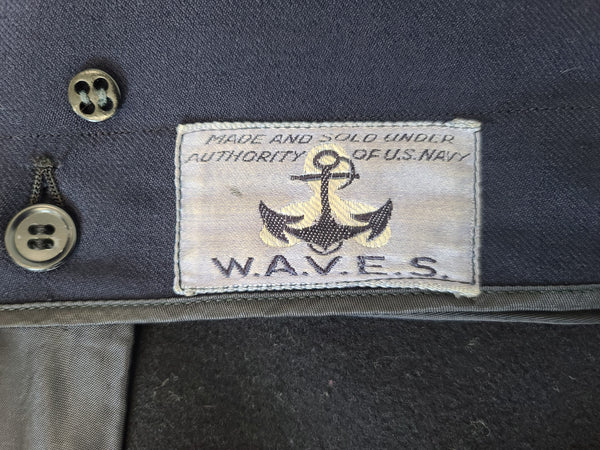 MADE AND SOLD UNDER
AUTHORITY OF U.S. NAVY
W.A.V.E.S.